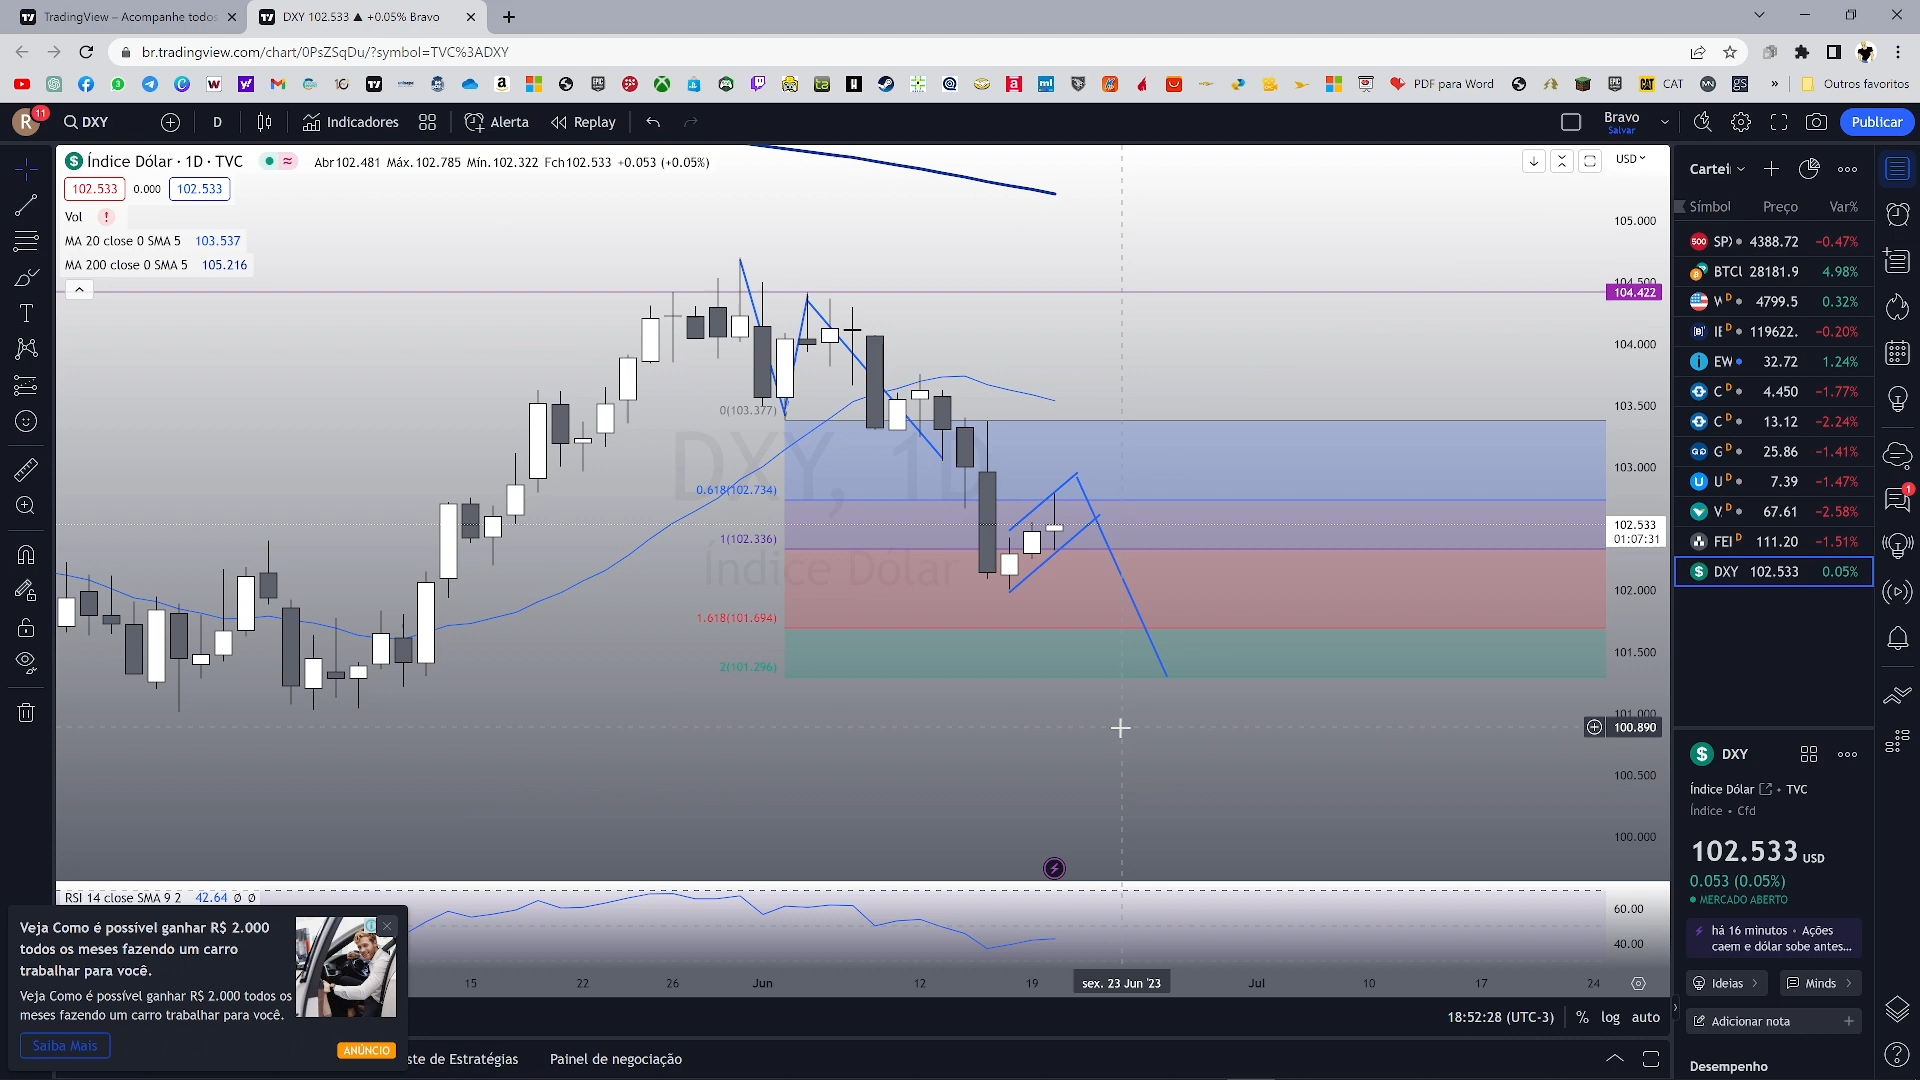 TradingView – Acompanhe todos
DXY 102.533 ▲ +0.05% Bravo
br.tradingview.com/chart/0PsZSqDu/?symbol=TVC%3ADXY
PDF para Word
CAT
Outros favoritos
R 11
DXY
D
Indicadores
Alerta
Replay
Bravo
Salvar
Publicar
Índice Dólar · 1D · TVC
Abr102.481 Máx.102.785 Mín.102.322 Fch102.533 +0.053 (+0.05%)
USD
102.533 0.000 102.533
Vol
MA 20 close 0 SMA 5 103.537
MA 200 close 0 SMA 5 105.216
105.000
104.422
104.000
103.500
103.000
102.533
01:07:31
102.000
101.500
101.000
100.890
100.500
100.000
0(103.377)
0.618(102.734)
1(102.336)
1.618(101.694)
2(101.296)
DXY, 1D
Índice Dólar
RSI 14 close SMA 9 2 42.64 Ø Ø
60.00
40.00
15
22
26
Jun
12
19
sex. 23 Jun '23
Jul
10
17
24
18:52:28 (UTC-3)
% log auto
ste de Estratégias
Painel de negociação
Veja Como é possível ganhar R$ 2.000
todos os meses fazendo um carro
trabalhar para você.
Veja Como é possível ganhar R$ 2.000 todos os
meses fazendo um carro trabalhar para você.
Saiba Mais
ANÚNCIO
Cartei
Símbol Preço Var%
SP 4388.72 −0.47%
BTCU 28181.9 4.98%
W D 4799.5 0.32%
D 119622. −0.20%
EW 32.72 1.24%
C D 4.450 −1.77%
C D 13.12 −2.24%
G D 25.86 −1.41%
U D 7.39 −1.47%
V D 67.61 −2.58%
FEI D 111.20 −1.51%
DXY 102.533 0.05%
DXY
Índice Dólar • TVC
Índice • Cfd
102.533 USD
0.053 (0.05%)
MERCADO ABERTO
há 16 minutos • Ações
caem e dólar sobe antes...
Ideias
Minds
Adicionar nota
Desempenho